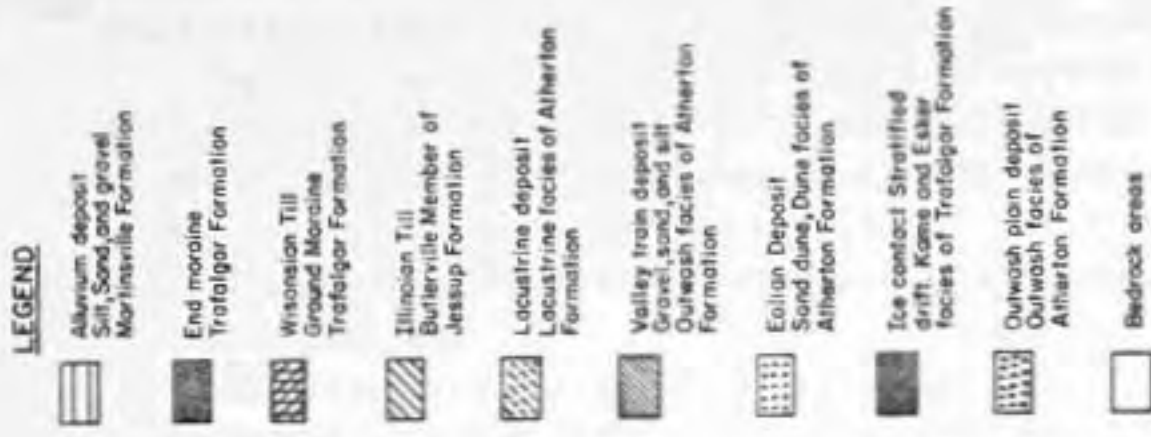 LEGEND
Alluvium deposit
Silt, Sand, and gravel
Martinsville Formation
End moraine
Trafalgar Formation
Wisonsian Till
Ground Moraine
Trafalgar Formation
Illinoian Till
Butlerville Member of
Jessup Formation
Lacustrine deposit
Lacustrine facies of Atherton
Formation
Valley train deposit
Gravel, sand, and silt
Outwash facies of Atherton
Formation
Eolian Deposit
Sand dune, Dune facies of
Atherton Formation
Ice contact Stratified
drift. Kame and Esker
facies of Trafalgar Formation
Outwash plain deposit
Outwash facies of
Atherton Formation
Bedrock areas